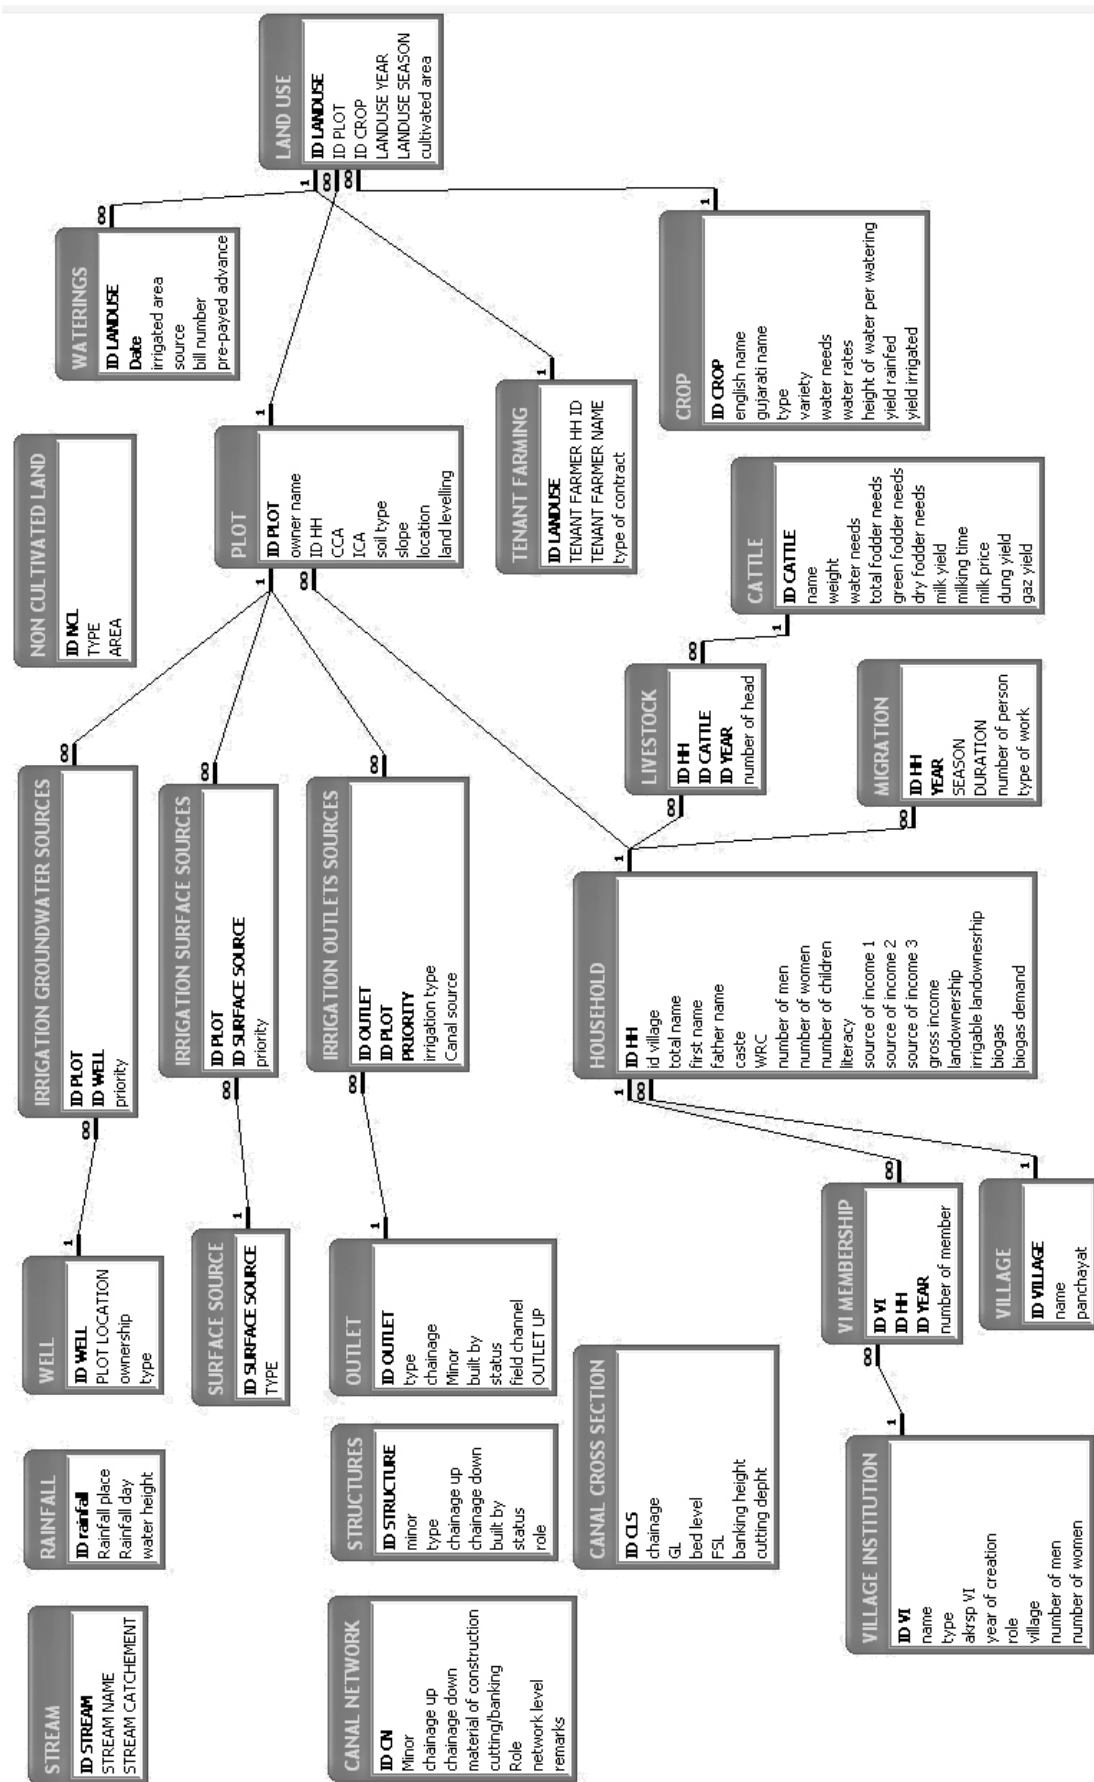 STREAM
ID STREAM
STREAM NAME
STREAM CATCHEMENT
RAINFALL
ID rainfall
Rainfall place
Rainfall day
water height
WELL
ID WELL
PLOT LOCATION
ownership
type
IRRIGATION GROUNDWATER SOURCES
ID PLOT
ID WELL
priority
NON CULTIVATED LAND
ID NCL
TYPE
AREA
WATERINGS
ID LANDUSE
Date
irrigated area
source
bill number
pre-payed advance
LAND USE
ID LANDUSE
ID PLOT
ID CROP
LANDUSE YEAR
LANDUSE SEASON
cultivated area
SURFACE SOURCE
ID SURFACE SOURCE
TYPE
IRRIGATION SURFACE SOURCES
ID PLOT
ID SURFACE SOURCE
priority
PLOT
ID PLOT
owner name
ID HH
CCA
ICA
soil type
slope
location
land levelling
CANAL NETWORK
ID CN
Minor
chainage up
chainage down
material of construction
cutting/banking
Role
network level
remarks
STRUCTURES
ID STRUCTURE
minor
type
chainage up
chainage down
built by
status
role
OUTLET
ID OUTLET
type
chainage
Minor
built by
status
field channel
OUTLET UP
IRRIGATION OUTLETS SOURCES
ID OUTLET
ID PLOT
PRIORITY
irrigation type
Canal source
TENANT FARMING
ID LANDUSE
TENANT FARMER HH ID
TENANT FARMER NAME
type of contract
CROP
ID CROP
english name
gujarati name
type
variety
water needs
water rates
height of water per watering
yield rainfed
yield irrigated
CANAL CROSS SECTION
ID CLS
chainage
GL
bed level
FSL
banking height
cutting depht
HOUSEHOLD
ID HH
id village
total name
first name
father name
caste
WRC
number of men
number of women
number of children
literacy
source of income 1
source of income 2
source of income 3
gross income
landownership
irrigable landownesrhip
biogas
biogas demand
LIVESTOCK
ID HH
ID CATTLE
ID YEAR
number of head
CATTLE
ID CATTLE
name
weight
water needs
total fodder needs
green fodder needs
dry fodder needs
milk yield
milking time
milk price
dung yield
gaz yield
VILLAGE INSTITUTION
ID VI
name
type
akrsp VI
year of creation
role
village
number of men
number of women
VI MEMBERSHIP
ID VI
ID HH
ID YEAR
number of member
MIGRATION
ID HH
YEAR
SEASON
DURATION
number of person
type of work
VILLAGE
ID VILLAGE
name
panchayat